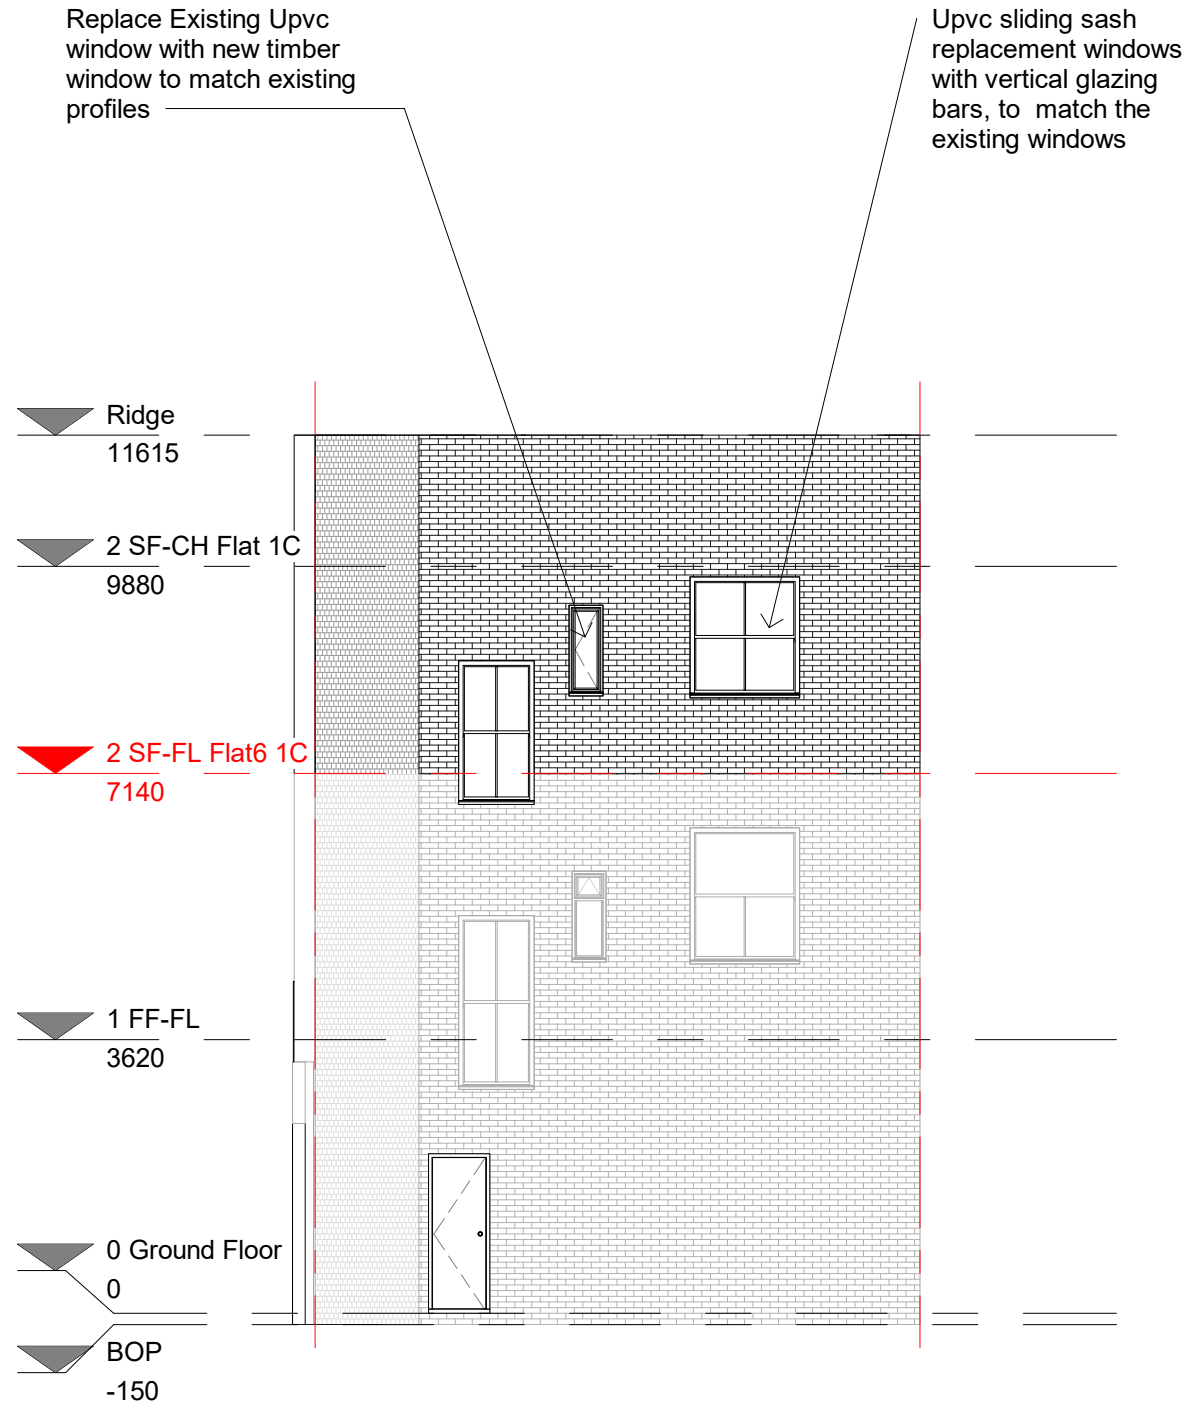 Replace Existing Upvc
window with new timber
window to match existing
profiles
Upvc sliding sash
replacement windows
with vertical glazing
bars, to  match the
existing windows
Ridge
11615
2 SF-CH Flat 1C
9880
2 SF-FL Flat6 1C
7140
1 FF-FL
3620
0 Ground Floor
0
BOP
-150